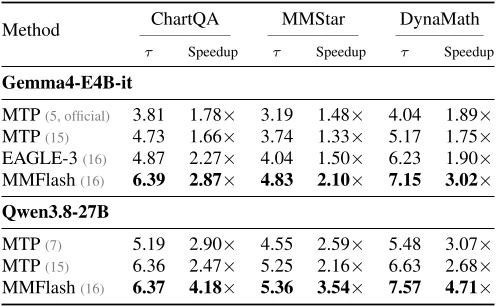 Method ChartQA MMStar DynaMath
τ Speedup τ Speedup τ Speedup
Gemma4-E4B-it
MTP (5, official) 3.81 1.78× 3.19 1.48× 4.04 1.89×
MTP (15) 4.73 1.66× 3.74 1.33× 5.17 1.75×
EAGLE-3 (16) 4.87 2.27× 4.04 1.50× 6.23 1.90×
MMFlash (16) 6.39 2.87× 4.83 2.10× 7.15 3.02×
Qwen3.8-27B
MTP (7) 5.19 2.90× 4.55 2.59× 5.48 3.07×
MTP (15) 6.36 2.47× 5.25 2.16× 6.63 2.68×
MMFlash (16) 6.37 4.18× 5.36 3.54× 7.57 4.71×